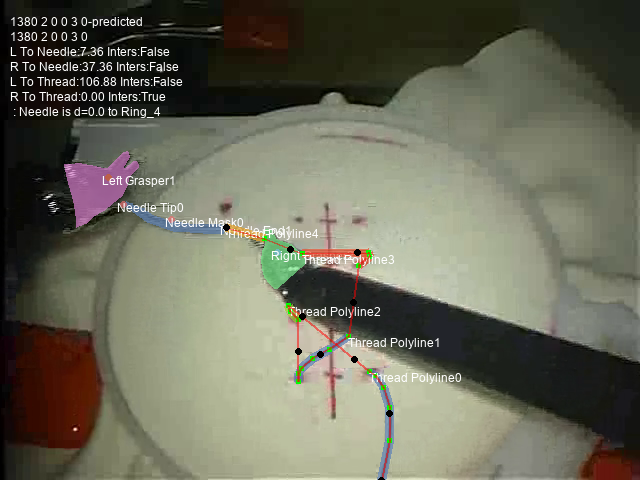 1380 2 0 0 3 0-predicted
1380 2 0 0 3 0
L To Needle:7.36 Inters:False
R To Needle:37.36 Inters:False
L To Thread:106.88 Inters:False
R To Thread:0.00 Inters:True
: Needle is d=0.0 to Ring_4
Left Grasper1
Needle Tip0
Needle Mask0
Thread Polyline4
Right
Thread Polyline3
Thread Polyline2
Thread Polyline1
Thread Polyline0